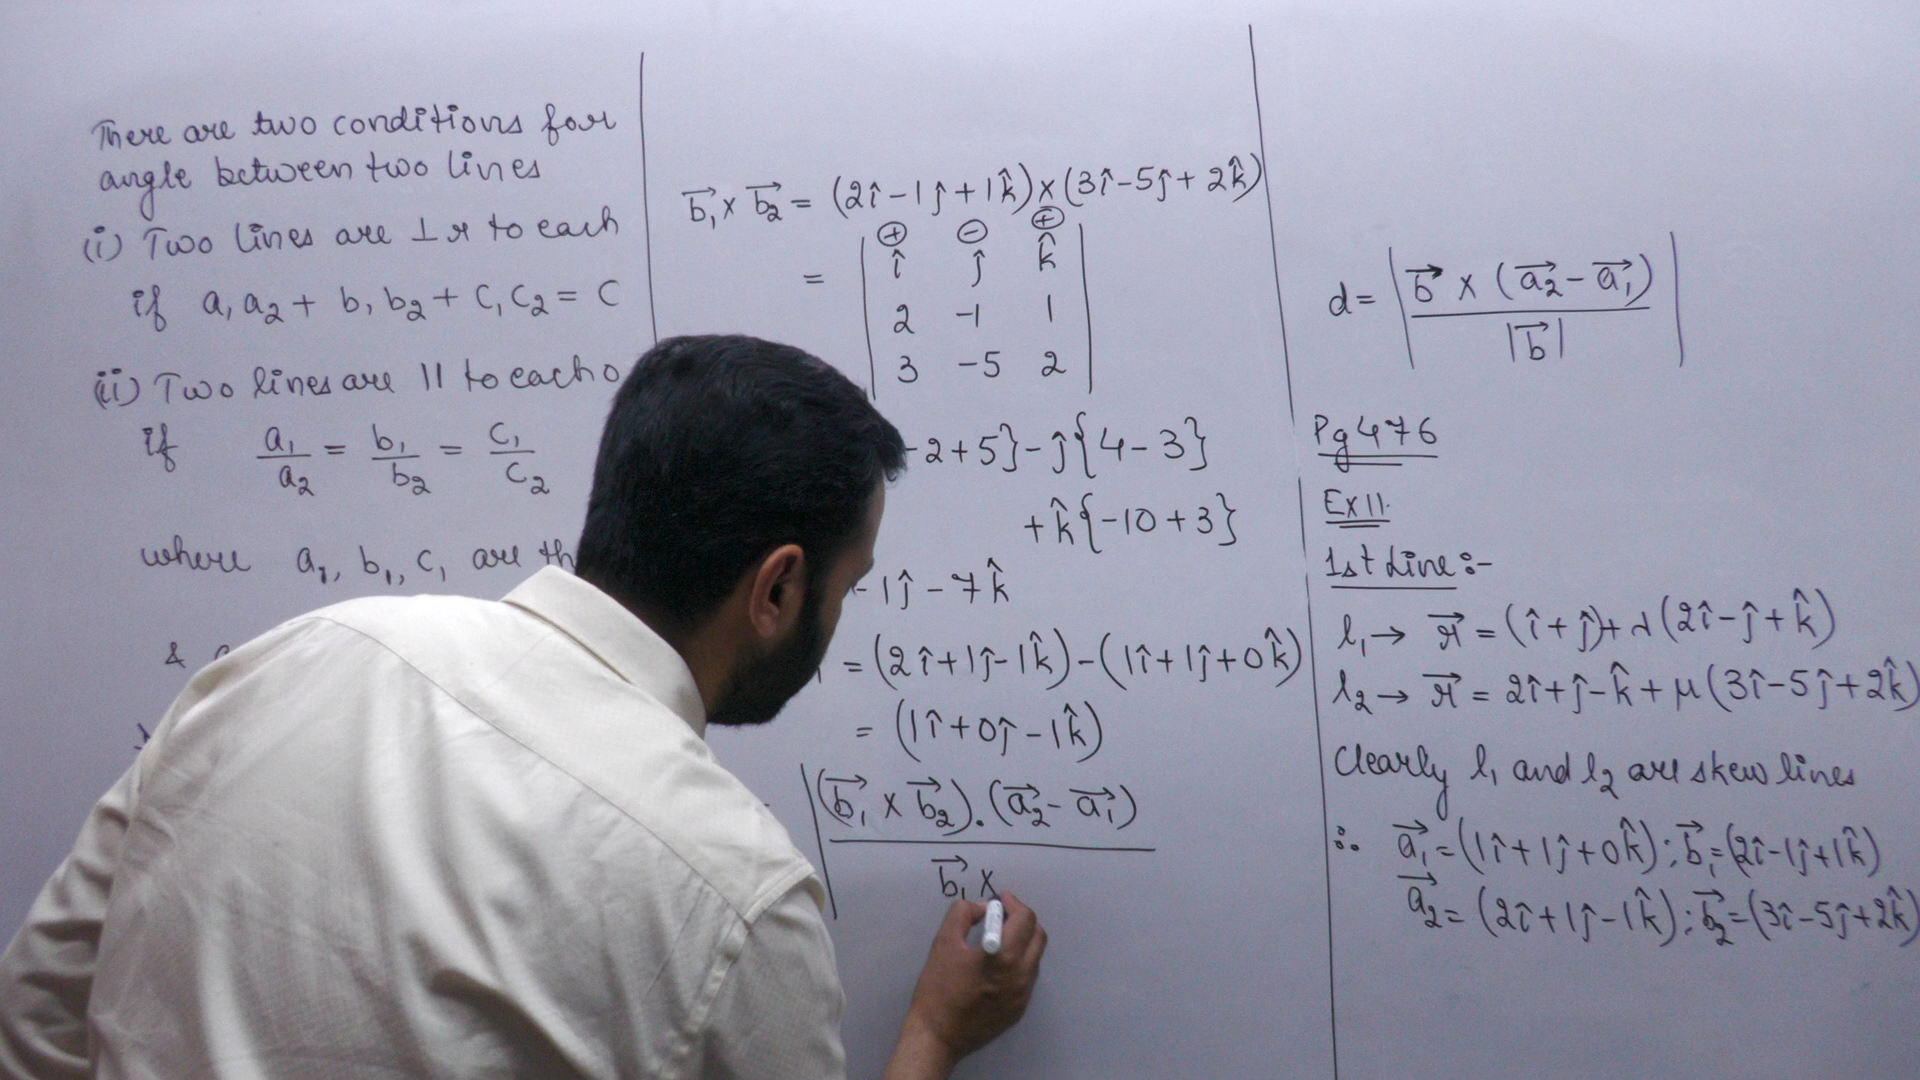 There are two conditions for
angle between two lines
(i) Two lines are ⊥r to each
if a₁a₂ + b₁b₂ + c₁c₂ = C
(ii) Two lines are || to each o
if a₁/a₂ = b₁/b₂ = c₁/c₂
where a₁, b₁, c₁ are th
&
b⃗₁ × b⃗₂ = (2î - 1ĵ + 1k̂) × (3î - 5ĵ + 2k̂)
⊕ ⊖ ⊕
= | î ĵ k̂ |
| 2 -1 1 |
| 3 -5 2 |
-2+5} - ĵ{4-3}
+ k̂{-10+3}
- 1ĵ - 7k̂
= (2î + 1ĵ - 1k̂) - (1î + 1ĵ + 0k̂)
= (1î + 0ĵ - 1k̂)
| (b⃗₁ × b⃗₂).(a⃗₂ - a⃗₁)
b⃗₁ ×
d = | b⃗ × (a⃗₂ - a⃗₁) / |b⃗| |
Pg 476
Ex 11.
1st Line :-
l₁ → r⃗ = (î + ĵ) + λ(2î - ĵ + k̂)
l₂ → r⃗ = 2î + ĵ - k̂ + μ(3î - 5ĵ + 2k̂)
Clearly l₁ and l₂ are skew lines
∴ a⃗₁ = (1î + 1ĵ + 0k̂) ; b⃗₁ = (2î - 1ĵ + 1k̂)
a⃗₂ = (2î + 1ĵ - 1k̂) ; b⃗₂ = (3î - 5ĵ + 2k̂)